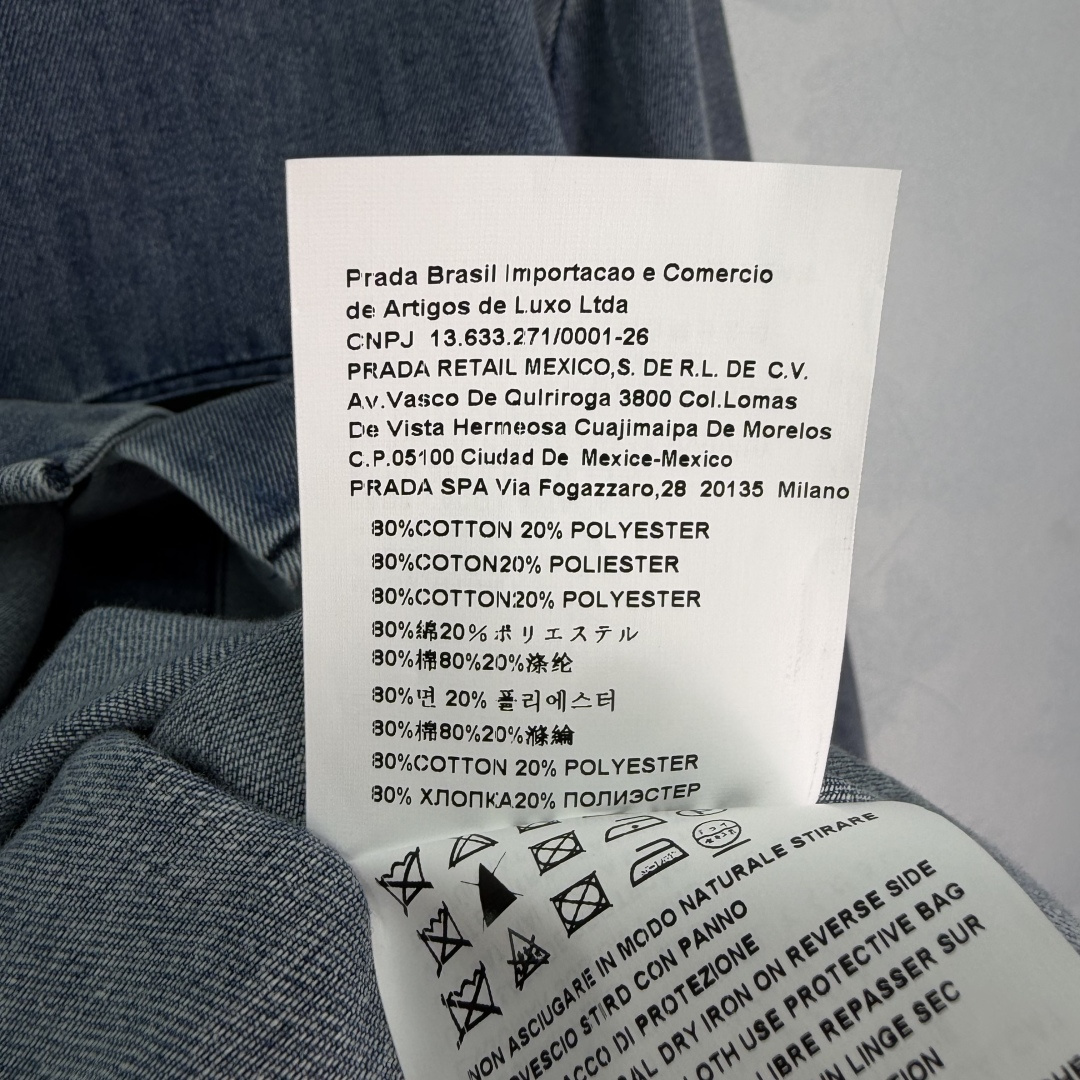 Prada Brasil Importacao e Comercio
de Artigos de Luxo Ltda
CNPJ 13.633.271/0001-26
PRADA RETAIL MEXICO,S. DE R.L. DE C.V.
Av.Vasco De Qulriroga 3800 Col.Lomas
De Vista Hermeosa Cuajimaipa De Morelos
C.P.05100 Ciudad De Mexice-Mexico
PRADA SPA Via Fogazzaro,28 20135 Milano
80%COTTON 20% POLYESTER
80%COTON20% POLIESTER
80%COTTON:20% POLYESTER
80%綿20%ポリエステル
80%棉80%20%涤纶
80%면 20% 폴리에스터
80%棉80%20%滌綸
80%COTTON 20% POLYESTER
80% ХЛОПКА20% ПОЛИЭСТЕР
NON ASCIUGARE IN MODO NATURALE STIRARE
ROVESCIO STIRD CON PANNO
SACCO DI PROTEZIONE
DRY IRON ON REVERSE SIDE
CLOTH USE PROTECTIVE BAG
LIBRE REPASSER SUR
UN LINGE SEC